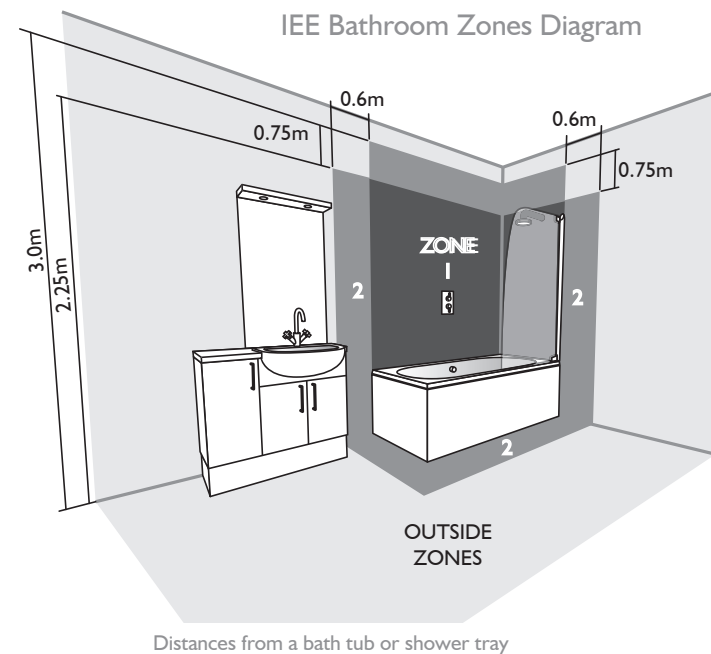 IEE Bathroom Zones Diagram
0.6m
0.75m
0.6m
0.75m
3.0m
2.25m
ZONE
1
2
2
2
OUTSIDE
ZONES
Distances from a bath tub or shower tray